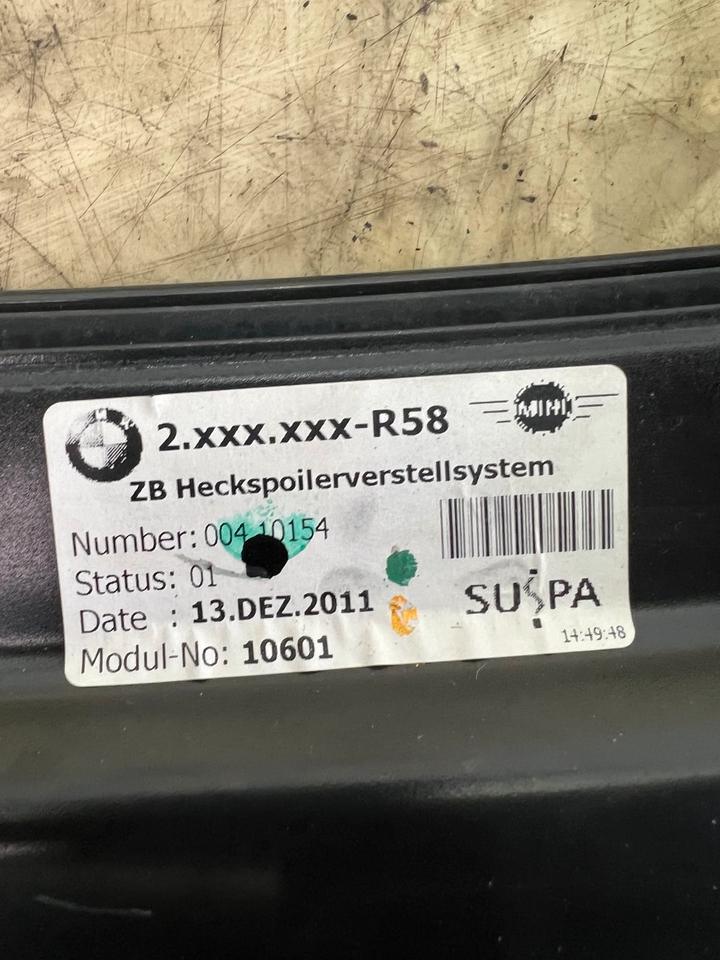 2.xxx.xxx-R58
MINI
ZB Heckspoilerverstellsystem
Number: 004 10154
Status: 01
Date : 13.DEZ.2011
SUSPA
Modul-No: 10601
14:49:48